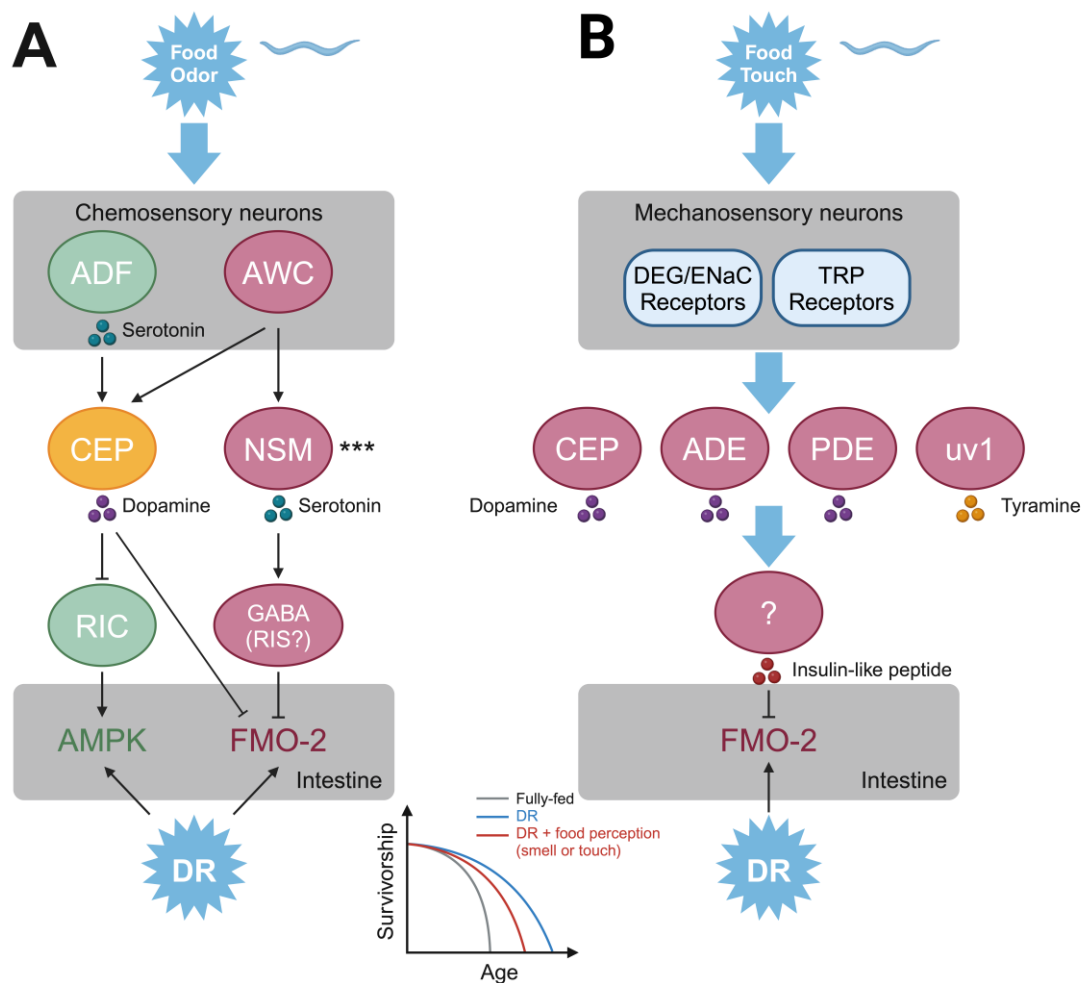 A
Food
Odor
Chemosensory neurons
ADF
AWC
Serotonin
CEP
NSM
***
Dopamine
Serotonin
RIC
GABA
(RIS?)
AMPK
FMO-2
Intestine
DR
B
Food
Touch
Mechanosensory neurons
DEG/ENaC
Receptors
TRP
Receptors
CEP
ADE
PDE
uv1
Dopamine
Tyramine
?
Insulin-like peptide
FMO-2
Intestine
DR
Fully-fed
DR
DR + food perception
(smell or touch)
Survivorship
Age